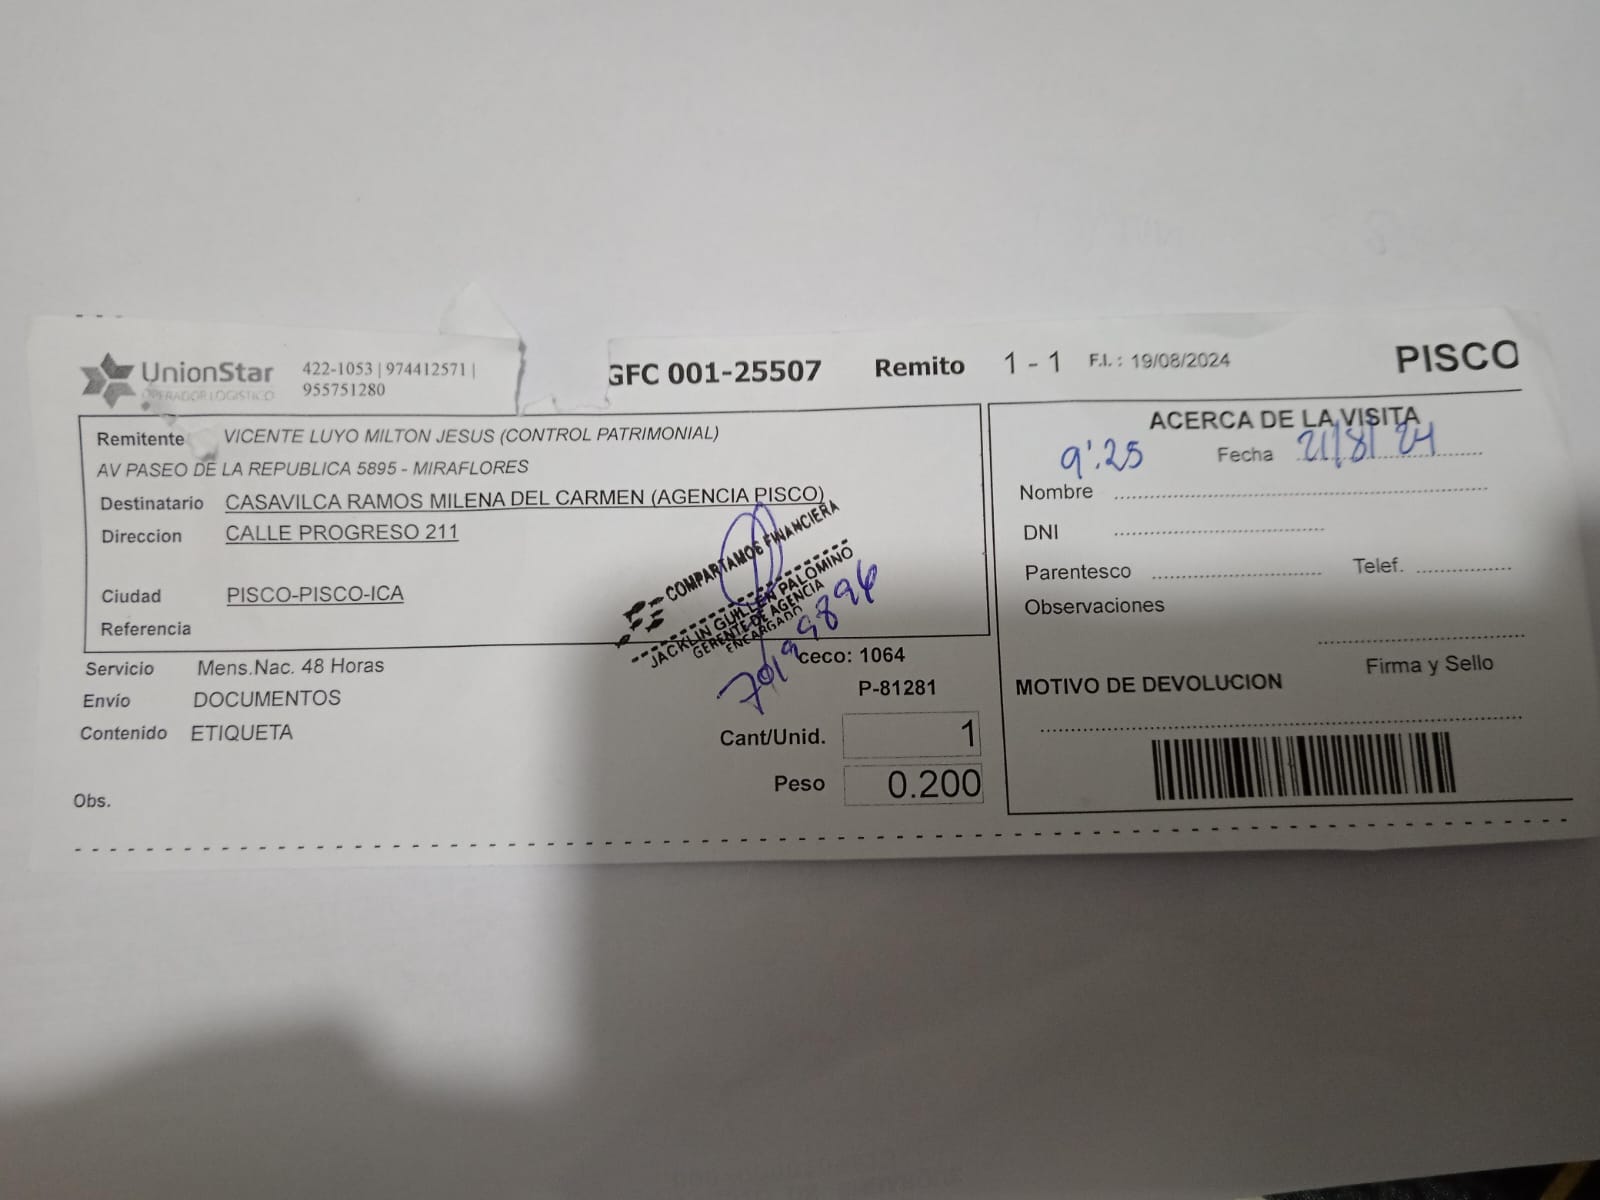 UnionStar
OPERADOR LOGISTICO
422-1053 | 974412571 |
955751280
GFC 001-25507 Remito 1 - 1 F.I.: 19/08/2024 PISCO
Remitente VICENTE LUYO MILTON JESUS (CONTROL PATRIMONIAL)
AV PASEO DE LA REPUBLICA 5895 - MIRAFLORES
Destinatario CASAVILCA RAMOS MILENA DEL CARMEN (AGENCIA PISCO)
Direccion CALLE PROGRESO 211
Ciudad PISCO-PISCO-ICA
Referencia
COMPARTAMOS FINANCIERA
JACKLIN GUILLEN PALOMINO
GERENTE DE AGENCIA
ENCARGADO
Servicio Mens.Nac. 48 Horas
ceco: 1064
Envío DOCUMENTOS
P-81281
Contenido ETIQUETA
Cant/Unid. 1
Peso 0.200
Obs.
ACERCA DE LA VISITA
9:25 Fecha 21/8/24
Nombre
DNI
Parentesco Telef.
Observaciones
Firma y Sello
MOTIVO DE DEVOLUCION